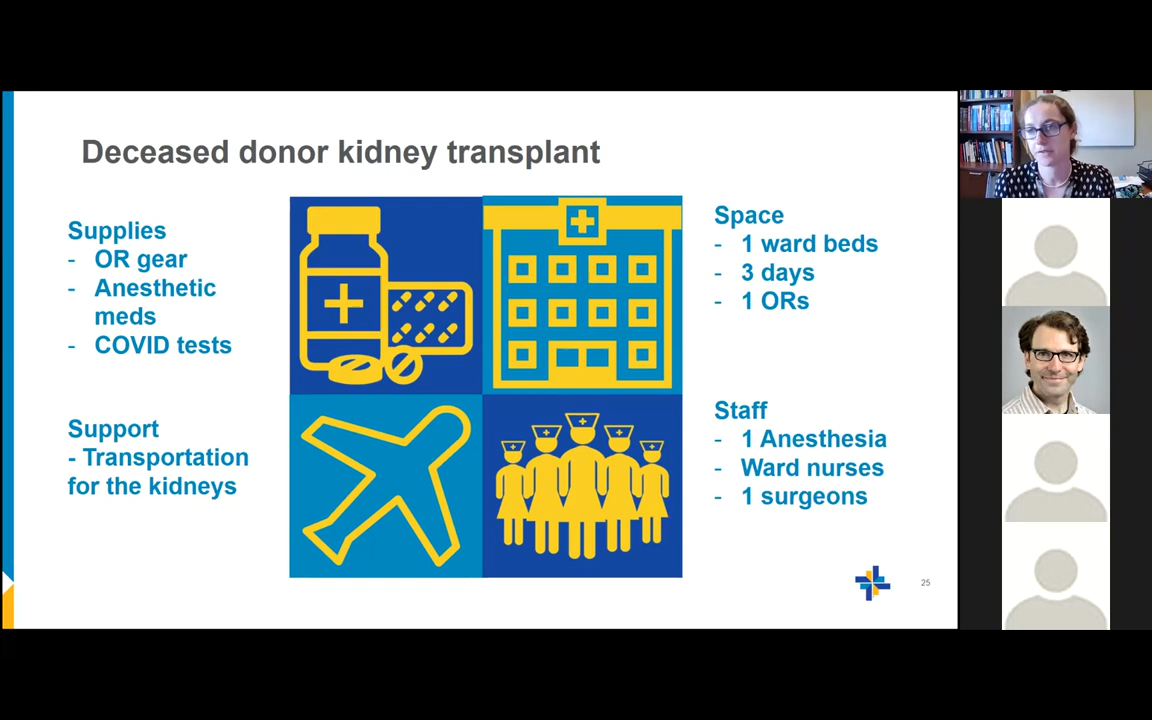 Deceased donor kidney transplant
Supplies
- OR gear
- Anesthetic
meds
- COVID tests
Support
- Transportation
for the kidneys
Space
- 1 ward beds
- 3 days
- 1 ORs
Staff
- 1 Anesthesia
- Ward nurses
- 1 surgeons
25